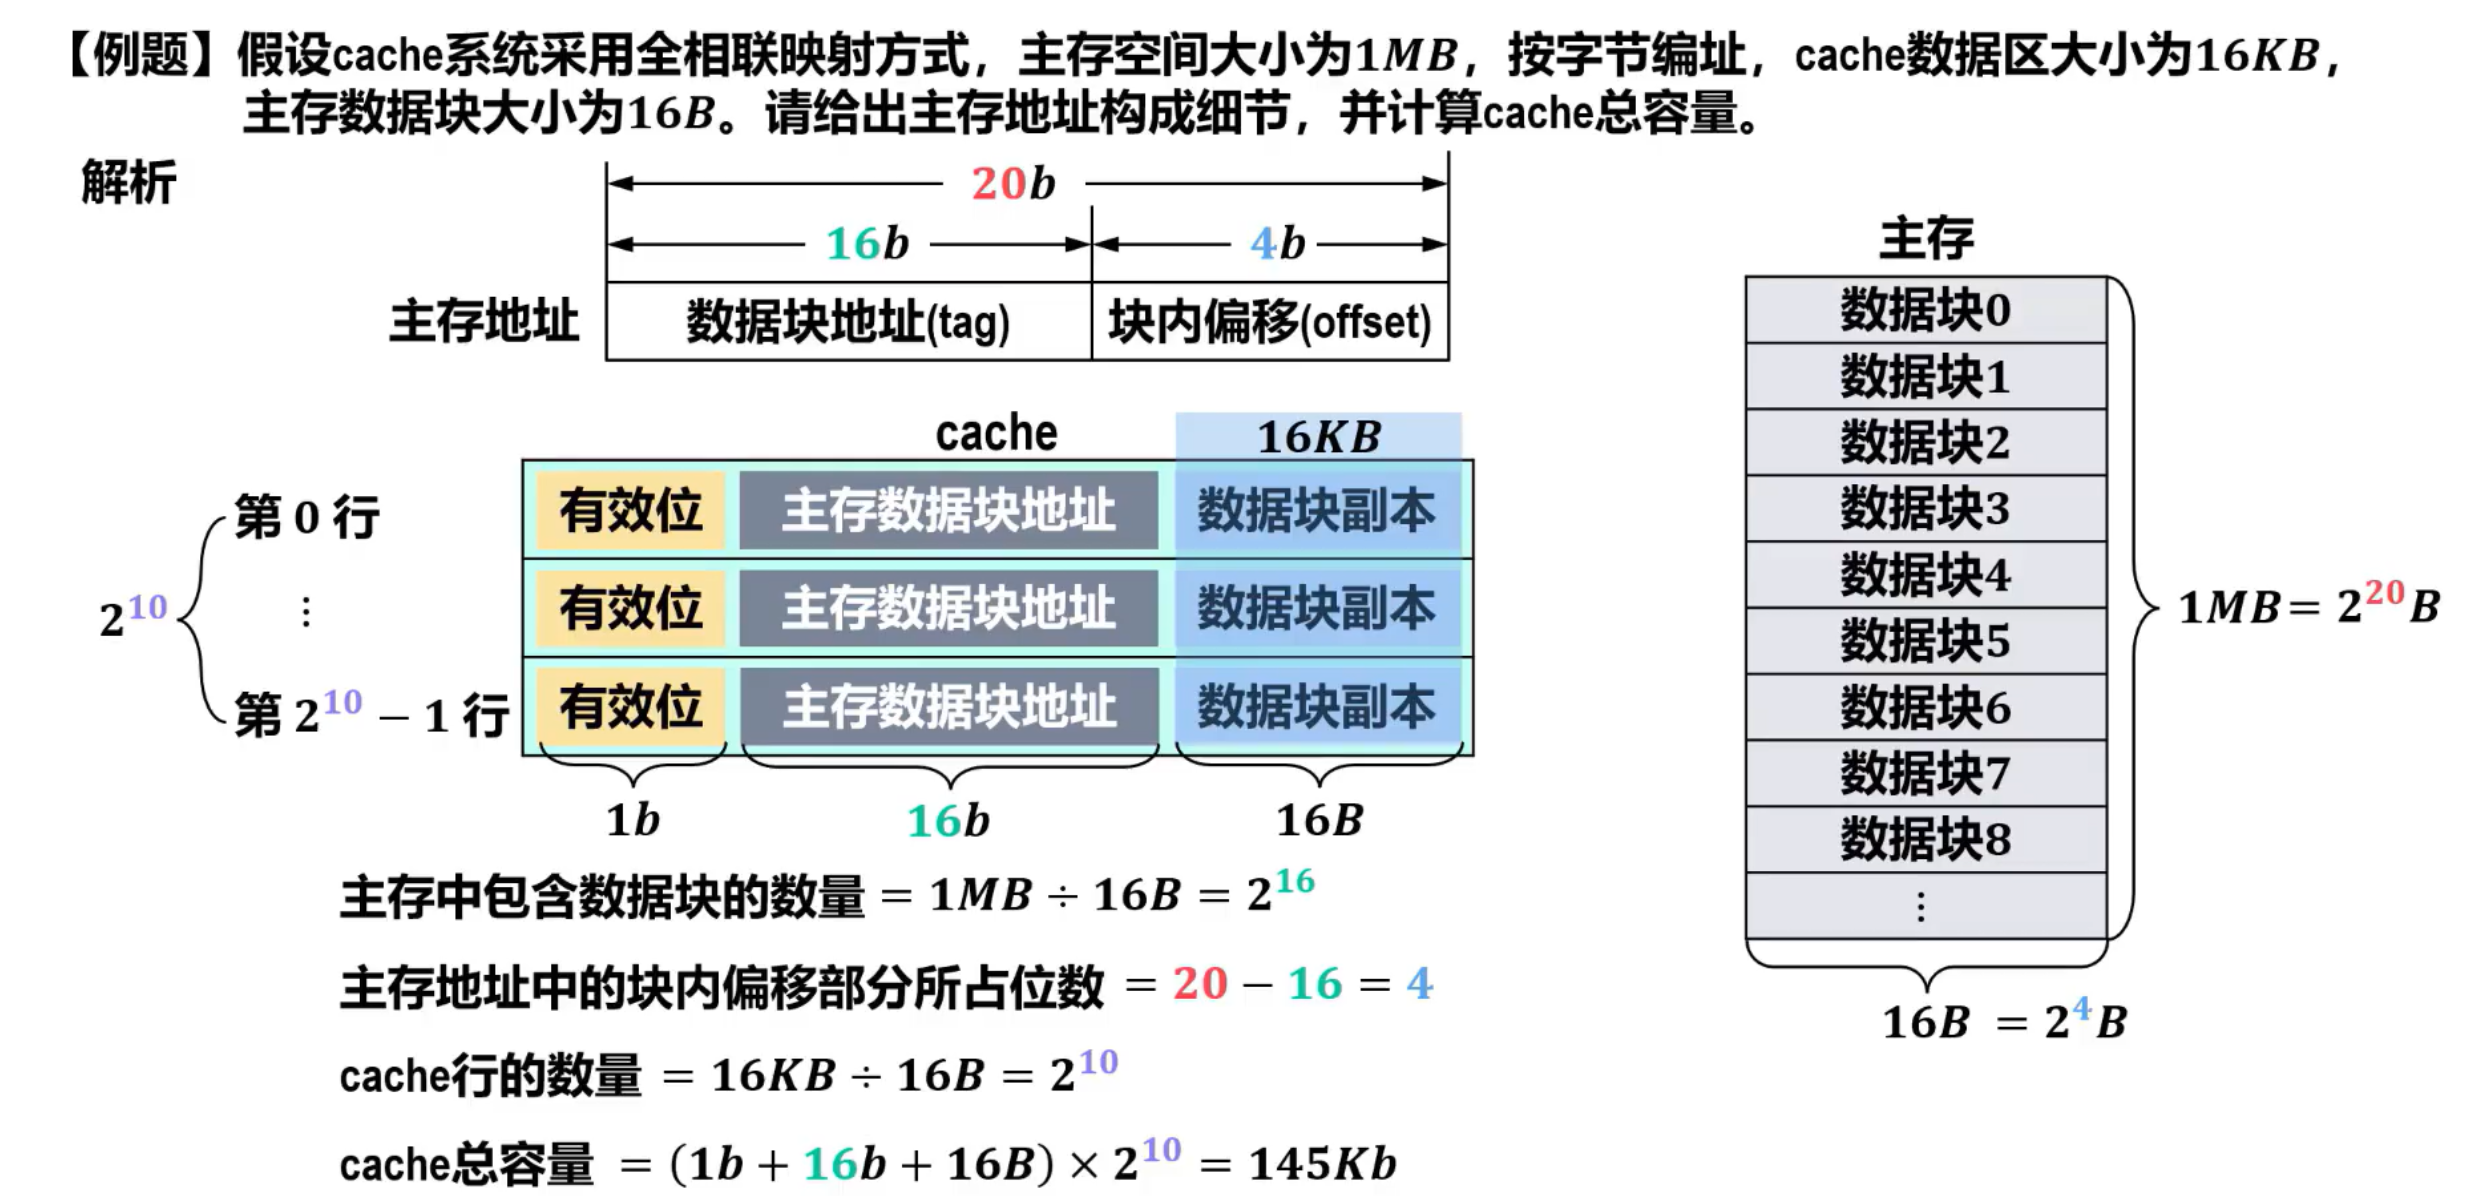 【例题】假设cache系统采用全相联映射方式，主存空间大小为1MB，按字节编址，cache数据区大小为16KB，
主存数据块大小为16B。请给出主存地址构成细节，并计算cache总容量。
解析
20b
16b 4b
主存地址 数据块地址(tag) 块内偏移(offset)
cache 16KB
第 0 行 有效位 主存数据块地址 数据块副本
2^10 ⋮ 有效位 主存数据块地址 数据块副本
第 2^10 − 1 行 有效位 主存数据块地址 数据块副本
1b 16b 16B
主存中包含数据块的数量 = 1MB ÷ 16B = 2^16
主存地址中的块内偏移部分所占位数 = 20 − 16 = 4
cache行的数量 = 16KB ÷ 16B = 2^10
cache总容量 = (1b + 16b + 16B) × 2^10 = 145Kb
主存
数据块0
数据块1
数据块2
数据块3
数据块4
数据块5
数据块6
数据块7
数据块8
⋮
1MB = 2^20 B
16B = 2^4 B